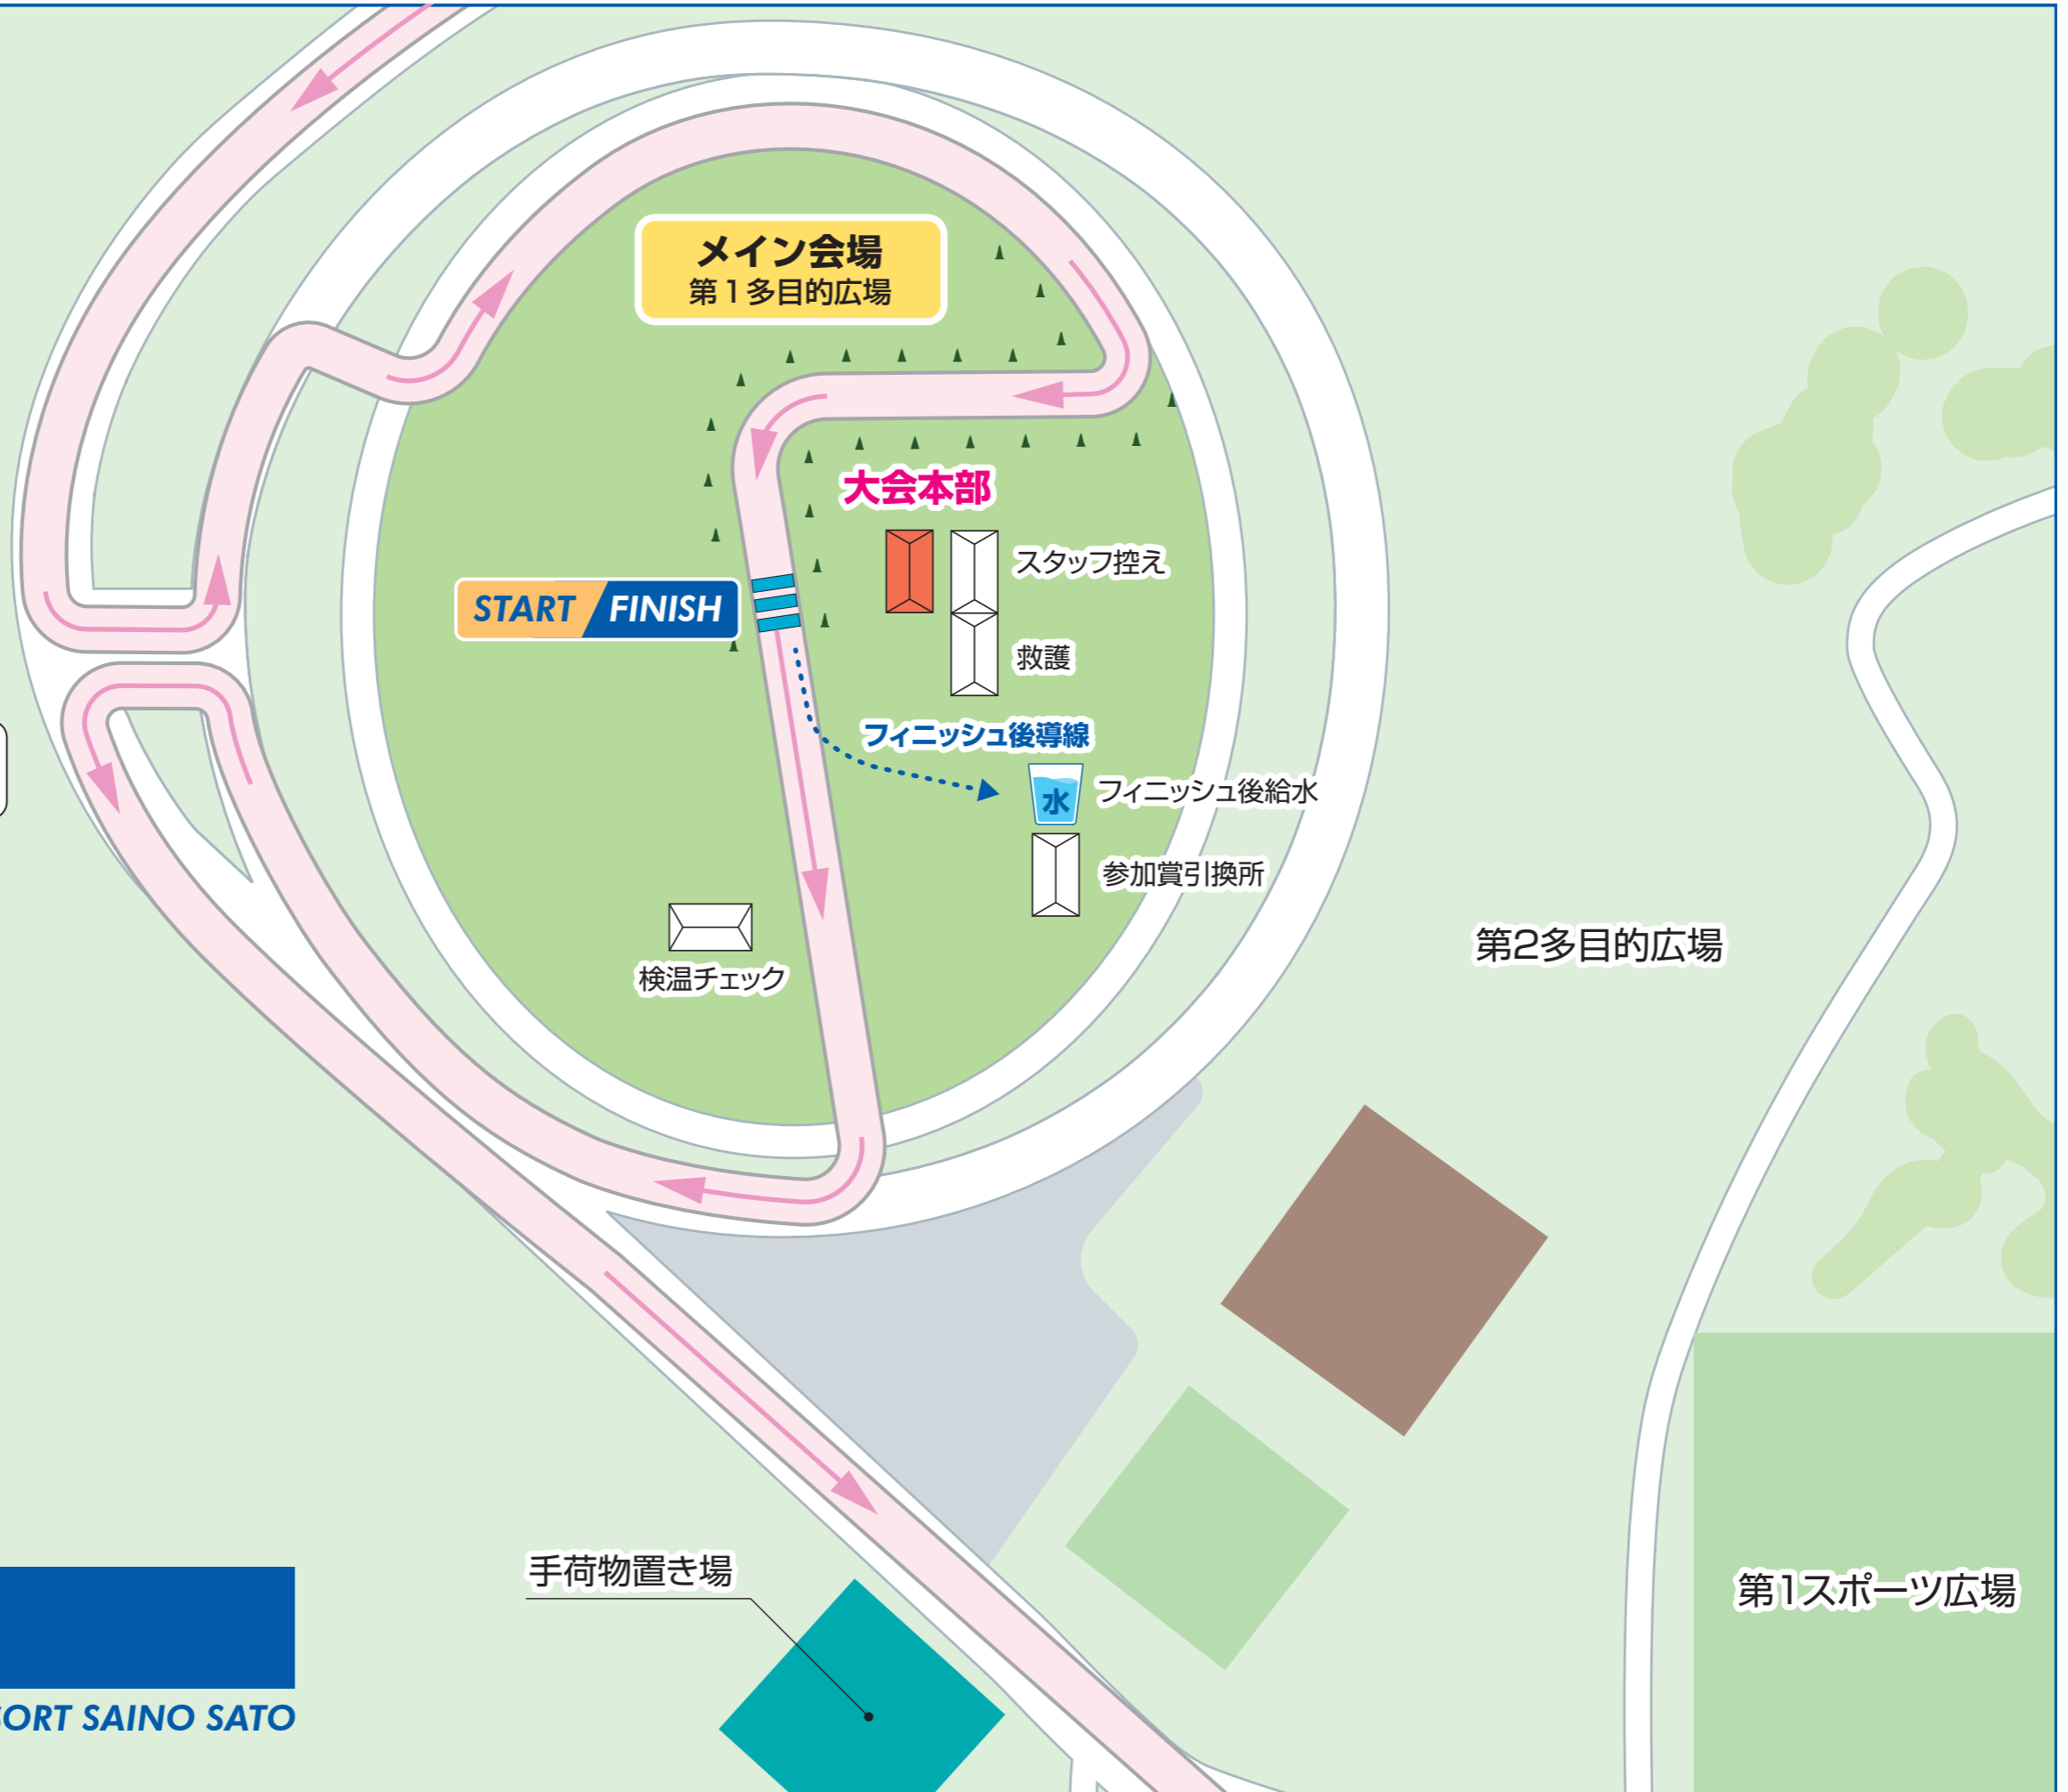 メイン会場
第1多目的広場
大会本部
スタッフ控え
START / FINISH
救護
フィニッシュ後導線
水
フィニッシュ後給水
参加賞引換所
第2多目的広場
検温チェック
手荷物置き場
第1スポーツ広場
SORT SAINO SATO